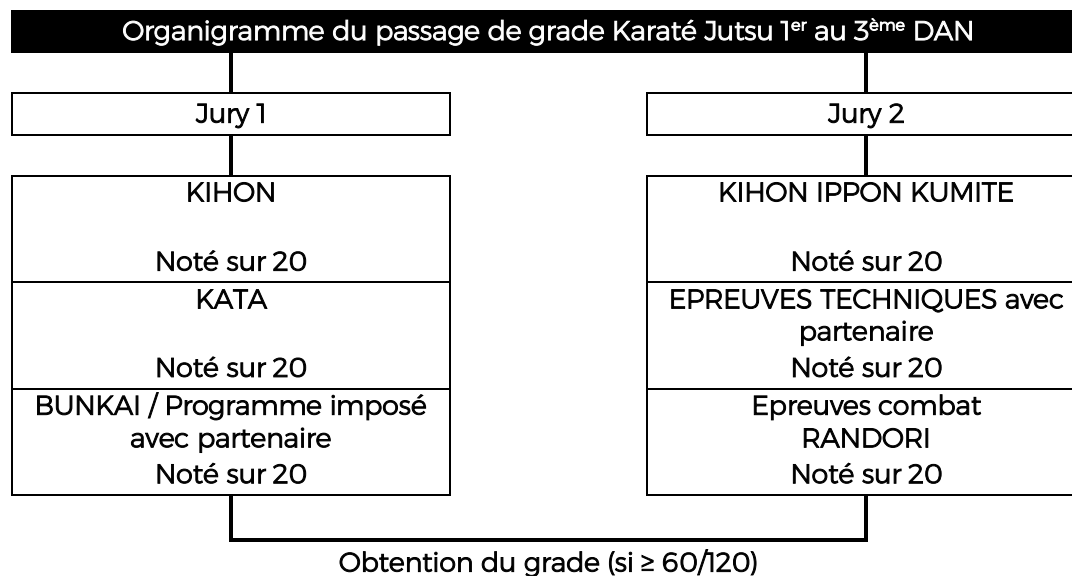 Organigramme du passage de grade Karaté Jutsu 1er au 3ème DAN
Jury 1
KIHON
Noté sur 20
KATA
Noté sur 20
BUNKAI / Programme imposé
avec partenaire
Noté sur 20
Jury 2
KIHON IPPON KUMITE
Noté sur 20
EPREUVES TECHNIQUES avec
partenaire
Noté sur 20
Epreuves combat
RANDORI
Noté sur 20
Obtention du grade (si ≥ 60/120)